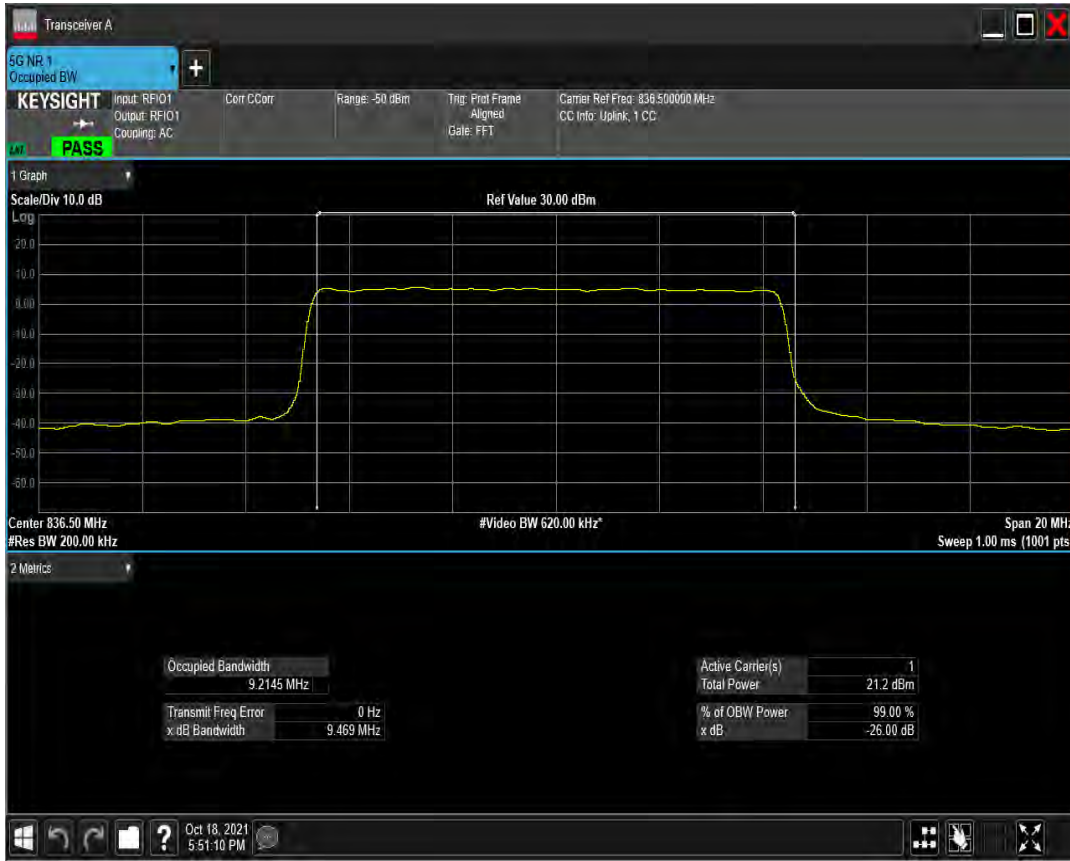 Transceiver A
5G NR 1
Occupied BW
+
KEYSIGHT
Input: RFIO1
Output: RFIO1
Coupling: AC
Corr CCorr
Range: -50 dBm
Trig: Prot Frame
Aligned
Gate: FFT
Carrier Ref Freq: 836.500000 MHz
CC Info: Uplink, 1 CC
PASS
1 Graph
Scale/Div 10.0 dB
Ref Value 30.00 dBm
Log
20.0
10.0
0.00
-10.0
-20.0
-30.0
-40.0
-50.0
-60.0
Center 836.50 MHz
#Video BW 620.00 kHz*
Span 20 MHz
#Res BW 200.00 kHz
Sweep 1.00 ms (1001 pts
2 Metrics
Occupied Bandwidth
9.2145 MHz
Transmit Freq Error 0 Hz
x dB Bandwidth 9.469 MHz
Active Carrier(s) 1
Total Power 21.2 dBm
% of OBW Power 99.00 %
x dB -26.00 dB
?
Oct 18, 2021
5:51:10 PM